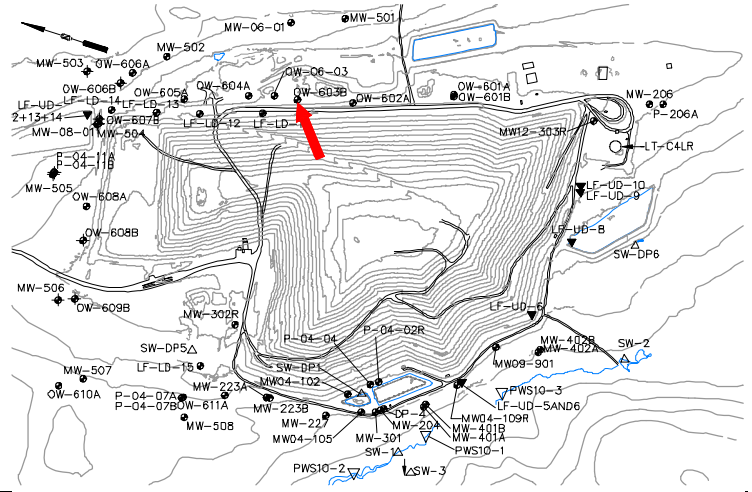 MW-06-01
MW-501
MW-502
MW-503
OW-606A
OW-606B
OW-605A
OW-604A
OW-06-03
OW-603B
OW-602A
OW-601A
OW-601B
MW-206
P-206A
LF-UD-
2+13+14
LF-LD-14
LF-LD-13
OW-607B
MW-08-01
MW-504
LF-UD-12
LF-LD-
MW12-303R
LT-C4LR
P-04-11A
P-04-11B
MW-505
OW-608A
OW-608B
LF-UD-10
LF-UD-9
LF-UD-8
SW-DP6
MW-506
OW-609B
MW-302R
LF-UD-6
P-04-04
P-04-02R
SW-DP5
MW-402B
MW-402A
SW-2
LF-LD-15
SW-DP1
MW09-901
MW-507
OW-610A
MW-223A
MW04-102
PWS10-3
P-04-07A
P-04-07B
OW-611A
MW-223B
LF-UD-5AND6
MW04-109R
DP-4
MW-508
MW-227
MW-204
MW-401B
MW-401A
MW04-105
MW-301
SW-1
PWS10-1
PWS10-2
SW-3